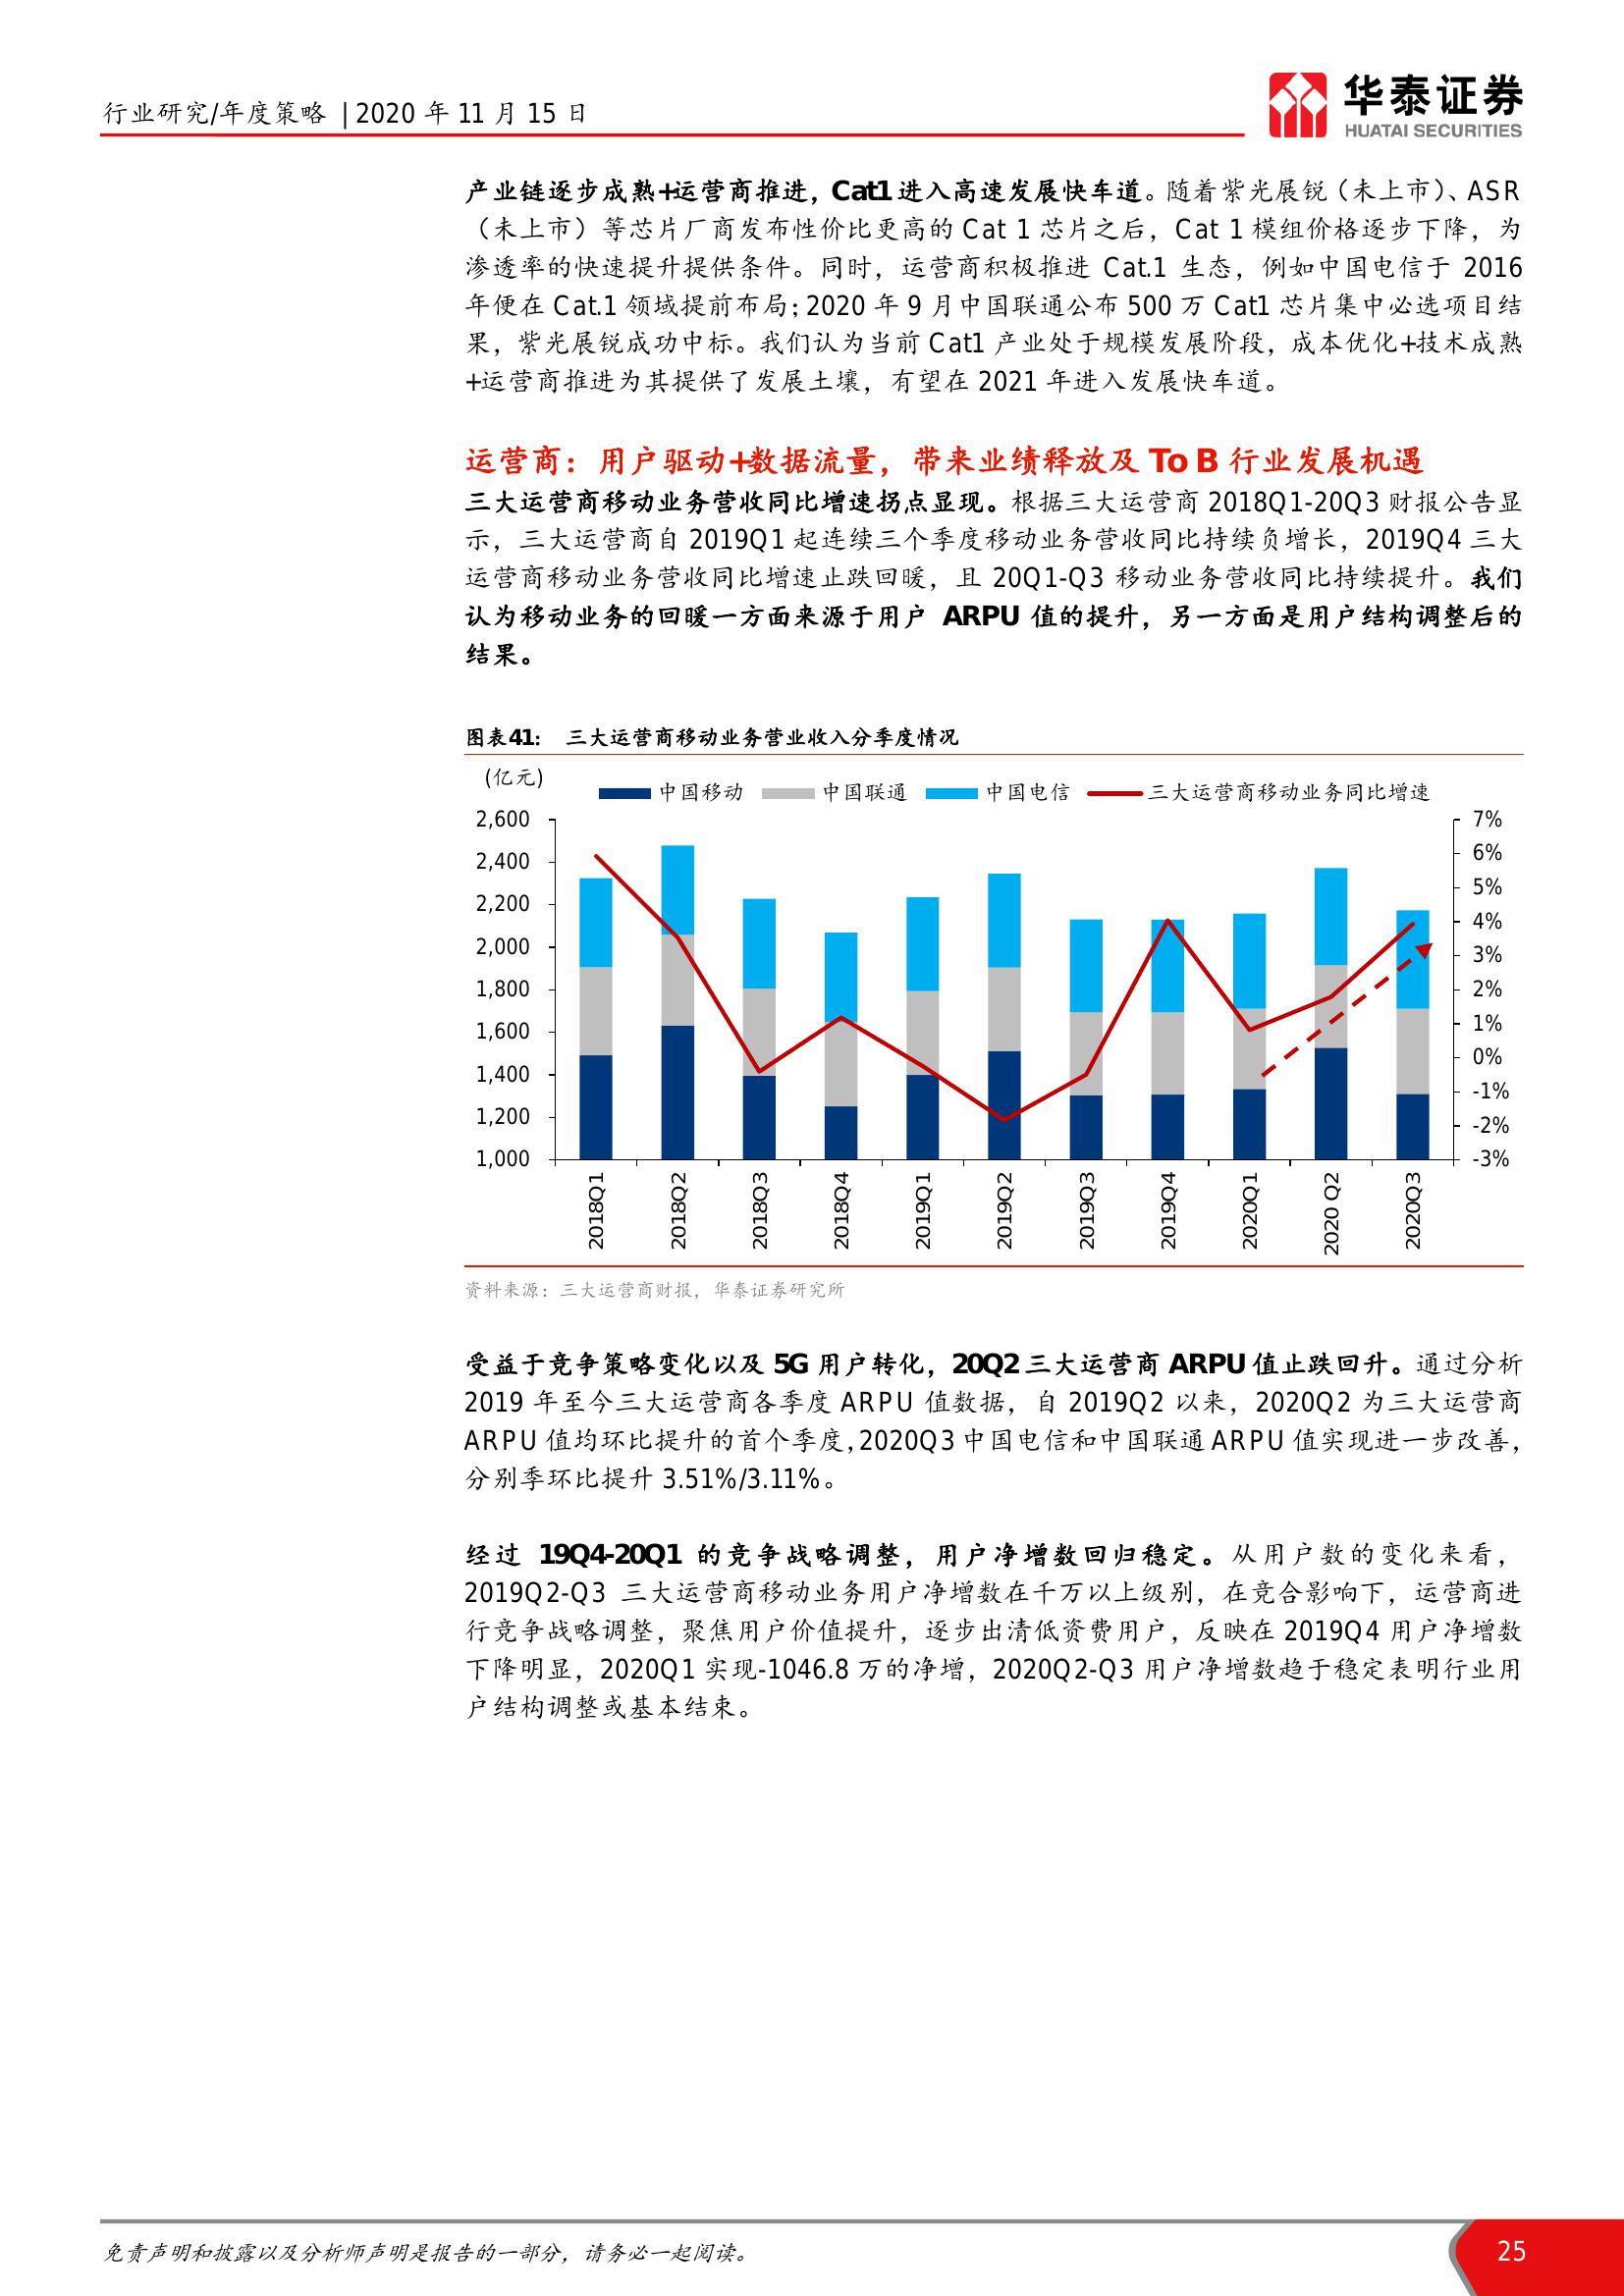 行业研究/年度策略 | 2020 年 11 月 15 日
华泰证券
HUATAI SECURITIES
产业链逐步成熟+运营商推进，Cat1 进入高速发展快车道。随着紫光展锐（未上市）、ASR
（未上市）等芯片厂商发布性价比更高的 Cat 1 芯片之后，Cat 1 模组价格逐步下降，为
渗透率的快速提升提供条件。同时，运营商积极推进 Cat.1 生态，例如中国电信于 2016
年便在 Cat.1 领域提前布局；2020 年 9 月中国联通公布 500 万 Cat1 芯片集中必选项目结
果，紫光展锐成功中标。我们认为当前 Cat1 产业处于规模发展阶段，成本优化+技术成熟
+运营商推进为其提供了发展土壤，有望在 2021 年进入发展快车道。
运营商：用户驱动+数据流量，带来业绩释放及 To B 行业发展机遇
三大运营商移动业务营收同比增速拐点显现。根据三大运营商 2018Q1-20Q3 财报公告显
示，三大运营商自 2019Q1 起连续三个季度移动业务营收同比持续负增长，2019Q4 三大
运营商移动业务营收同比增速止跌回暖，且 20Q1-Q3 移动业务营收同比持续提升。我们
认为移动业务的回暖一方面来源于用户 ARPU 值的提升，另一方面是用户结构调整后的
结果。
图表41： 三大运营商移动业务营业收入分季度情况
(亿元)
中国移动 中国联通 中国电信 三大运营商移动业务同比增速
2,600 7%
2,400 6%
2,200 5%
2,000 4%
1,800 3%
1,600 2%
1,400 1%
1,200 0%
1,000 -1%
-2%
-3%
2018Q1 2018Q2 2018Q3 2018Q4 2019Q1 2019Q2 2019Q3 2019Q4 2020Q1 2020 Q2 2020Q3
资料来源：三大运营商财报，华泰证券研究所
受益于竞争策略变化以及 5G 用户转化，20Q2 三大运营商 ARPU 值止跌回升。通过分析
2019 年至今三大运营商各季度 ARPU 值数据，自 2019Q2 以来，2020Q2 为三大运营商
ARPU 值均环比提升的首个季度，2020Q3 中国电信和中国联通 ARPU 值实现进一步改善，
分别季环比提升 3.51%/3.11%。
经过 19Q4-20Q1 的竞争战略调整，用户净增数回归稳定。从用户数的变化来看，
2019Q2-Q3 三大运营商移动业务用户净增数在千万以上级别，在竞合影响下，运营商进
行竞争战略调整，聚焦用户价值提升，逐步出清低资费用户，反映在 2019Q4 用户净增数
下降明显，2020Q1 实现-1046.8 万的净增，2020Q2-Q3 用户净增数趋于稳定表明行业用
户结构调整或基本结束。
免责声明和披露以及分析师声明是报告的一部分，请务必一起阅读。
25